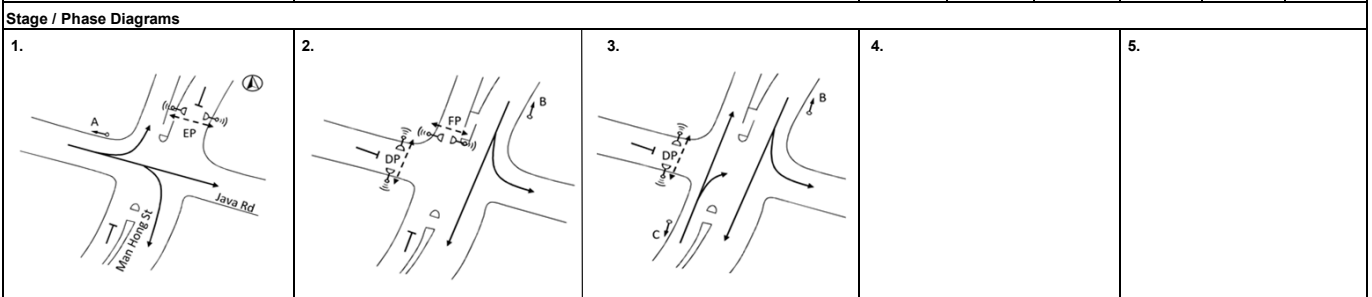 Stage / Phase Diagrams
1.
2.
3.
4.
5.
A
EP
Java Rd
Man Hong St
B
FP
DP
B
DP
C